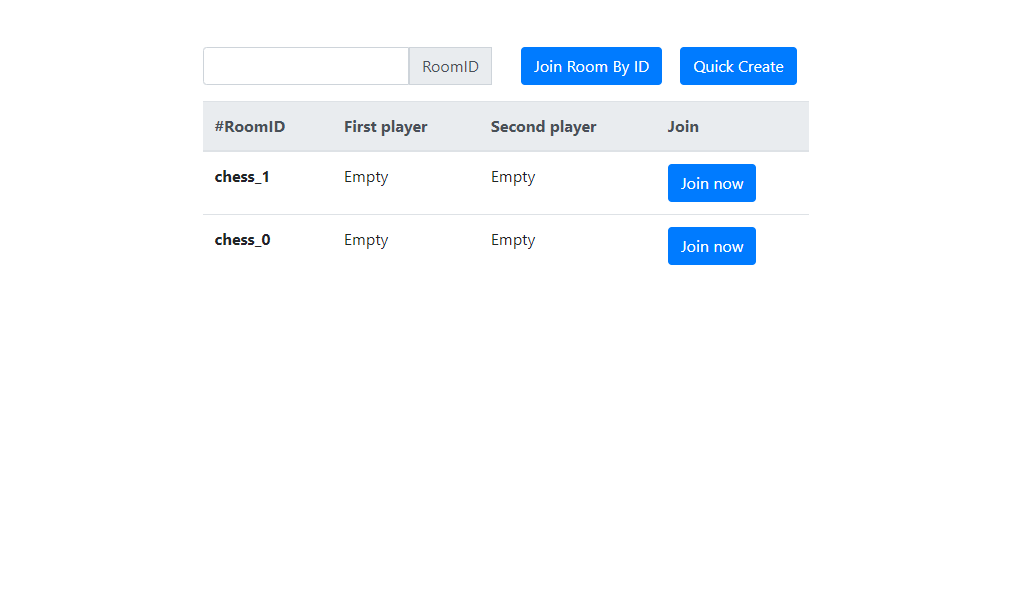 RoomID Join Room By ID Quick Create
#RoomID First player Second player Join
chess_1 Empty Empty Join now
chess_0 Empty Empty Join now